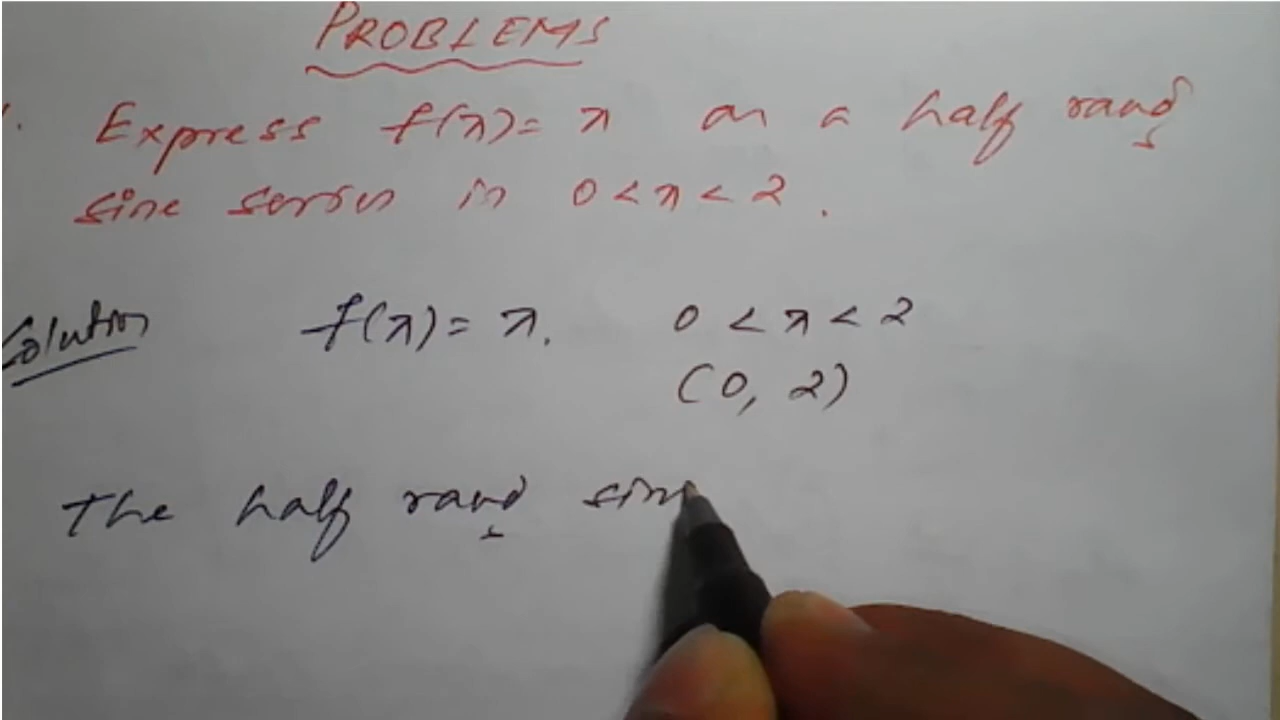 PROBLEMS
1. Express f(x)= x as a half range
sine series in 0<x<2.
Solution f(x)= x. 0<x<2
(0, 2)
The half range sin